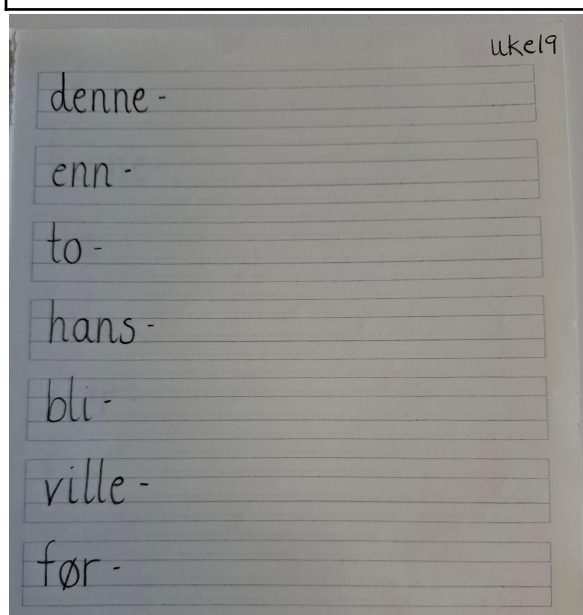 uke19
denne -
enn -
to -
hans -
bli -
ville -
før -